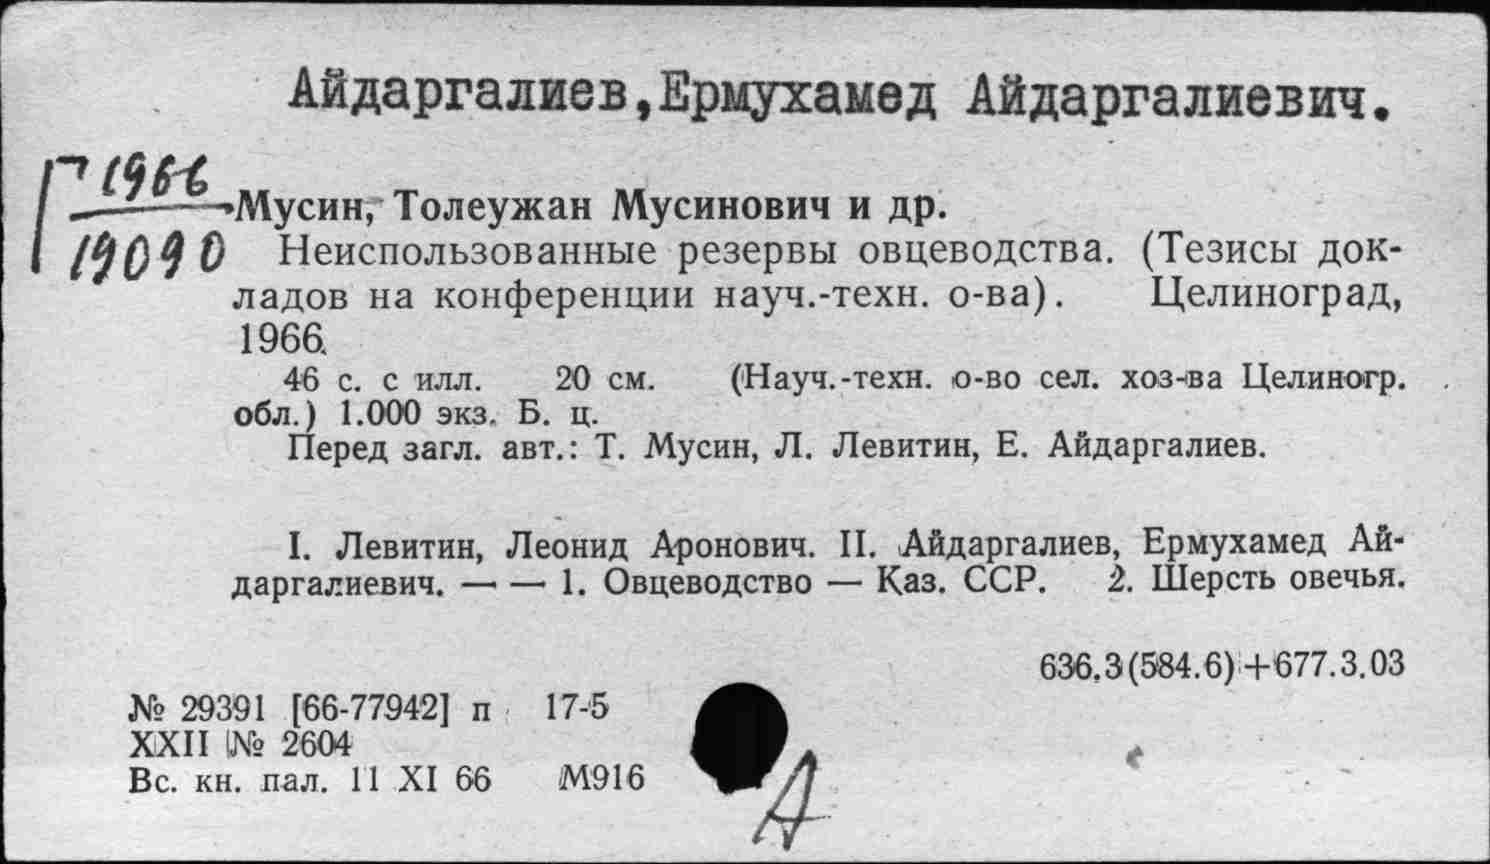 Айдаргалиев, Ермухамед Айдаргалиевич.
Г 1966
19090
Мусин, Толеужан Мусинович и др.
Неиспользованные резервы овцеводства. (Тезисы док-
ладов на конференции науч.-техн. о-ва). Целиноград,
1966.
46 с. с илл. 20 см. (Науч.-техн. о-во сел. хоз-ва Целиногр.
обл.) 1.000 экз. Б. ц.
Перед загл. авт.: Т. Мусин, Л. Левитин, Е. Айдаргалиев.
I. Левитин, Леонид Аронович. II. Айдаргалиев, Ермухамед Ай-
даргалиевич. — — 1. Овцеводство — Каз. ССР. 2. Шерсть овечья.
636.3(584.6)+677.3.03
№ 29391 [66-77942] п 17-5
XXII № 2604
Вс. кн. пал. 11 XI 66 М916
А